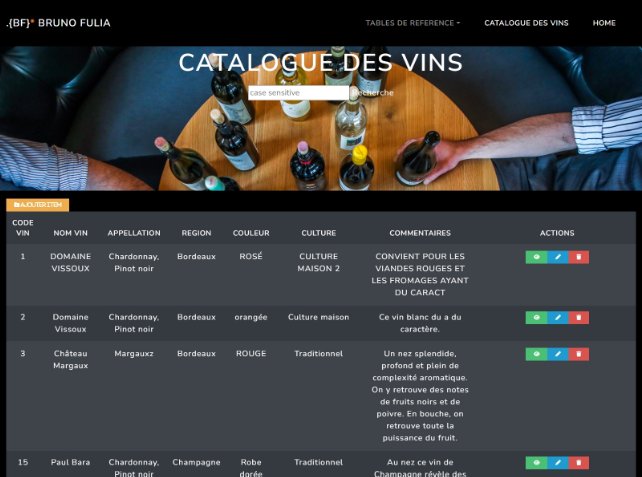 .{BF}* BRUNO FULIA
TABLES DE REFERENCE
CATALOGUE DES VINS
HOME
CATALOGUE DES VINS
case sensitive
Recherche
AJOUTER ITEM
CODE VIN NOM VIN APPELLATION REGION COULEUR CULTURE COMMENTAIRES ACTIONS
1 DOMAINE Chardonnay, Bordeaux ROSÉ CULTURE CONVIENT POUR LES
VISSOUX Pinot noir MAISON 2 VIANDES ROUGES ET
LES FROMAGES AYANT
DU CARACT
2 Domaine Chardonnay, Bordeaux orangée Culture maison Ce vin blanc du a du
Vissoux Pinot noir caractère.
3 Château Margauxz Bordeaux ROUGE Traditionnel Un nez splendide,
Margaux profond et plein de
complexité aromatique.
On y retrouve des notes
de fruits noirs et de
poivre. En bouche, on
retrouve toute la
puissance du fruit.
15 Paul Bara Chardonnay, Champagne Robe Traditionnel Au nez ce vin de
Pinot noir dorée Champagne révèle des